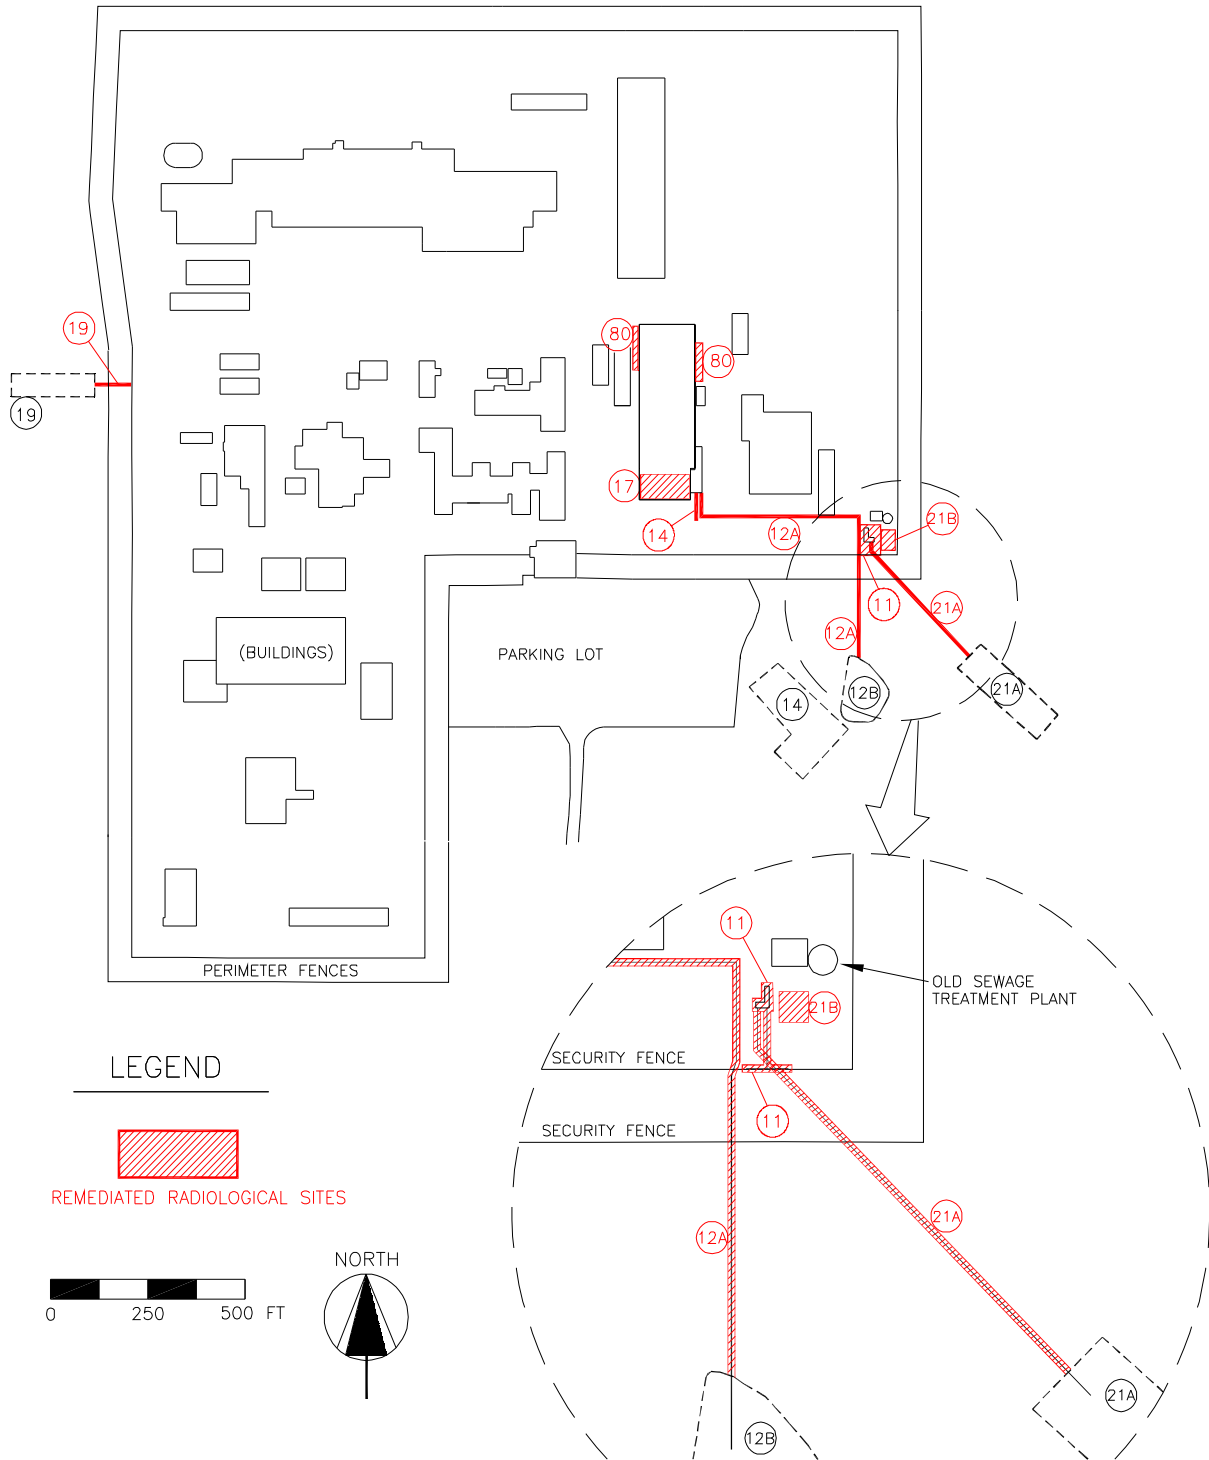 19
19
80
80
17
14
12A
21B
11
21A
12A
(BUILDINGS)
PARKING LOT
12B
21A
14
PERIMETER FENCES
11
OLD SEWAGE
TREATMENT PLANT
21B
SECURITY FENCE
11
SECURITY FENCE
LEGEND
REMEDIATED RADIOLOGICAL SITES
12A
21A
NORTH
0 250 500 FT
21A
12B